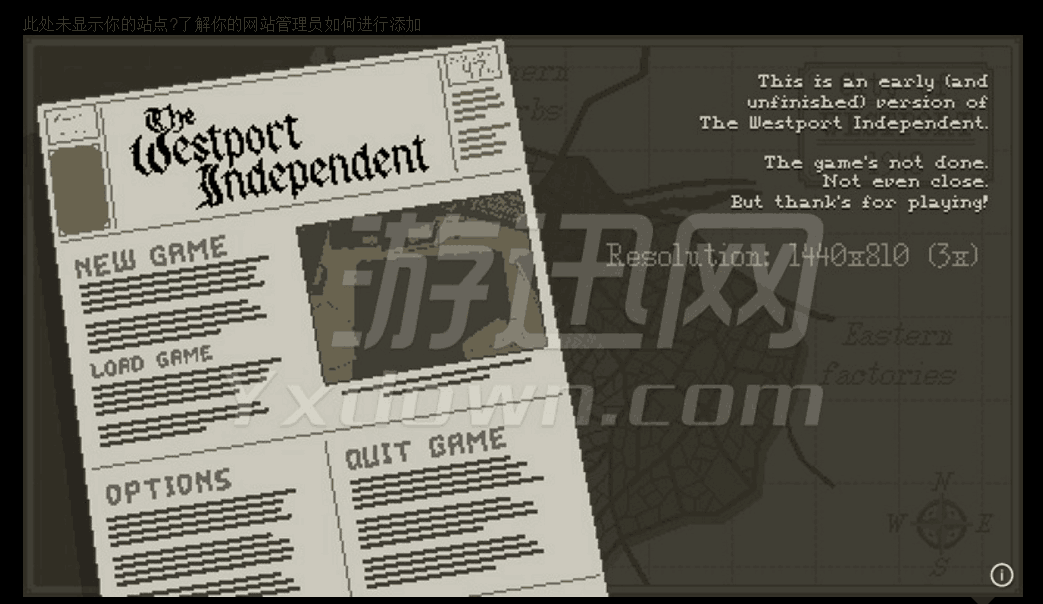 此处未显示你的站点?了解你的网站管理员如何进行添加
47
The
Westport
Independent
NEW GAME
LOAD GAME
OPTIONS
QUIT GAME
This is an early (and
unfinished) version of
The Westport Independent.
The game's not done.
Not even close.
But thank's for playing!
Resolution: 1440x810 (3x)
游迅网
Yxdown.com
Eastern
factories
N
W E
S